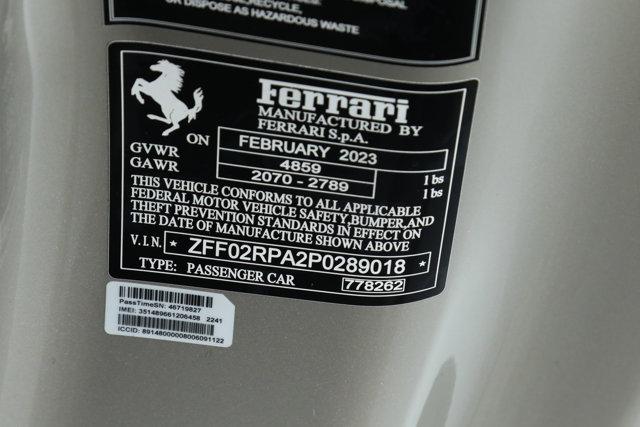 RECYCLE,
OR DISPOSE AS HAZARDOUS WASTE
Ferrari
MANUFACTURED BY
FERRARI S.p.A.
ON FEBRUARY 2023
GVWR 4859 lbs
GAWR 2070 - 2789 lbs
THIS VEHICLE CONFORMS TO ALL APPLICABLE
FEDERAL MOTOR VEHICLE SAFETY,BUMPER,AND
THEFT PREVENTION STANDARDS IN EFFECT ON
THE DATE OF MANUFACTURE SHOWN ABOVE
V.I.N. * ZFF02RPA2P0289018 *
TYPE: PASSENGER CAR 778262
PassTimeSN: 46719827
IMEI: 351489661206458 2241
ICCID: 89148000008006091122